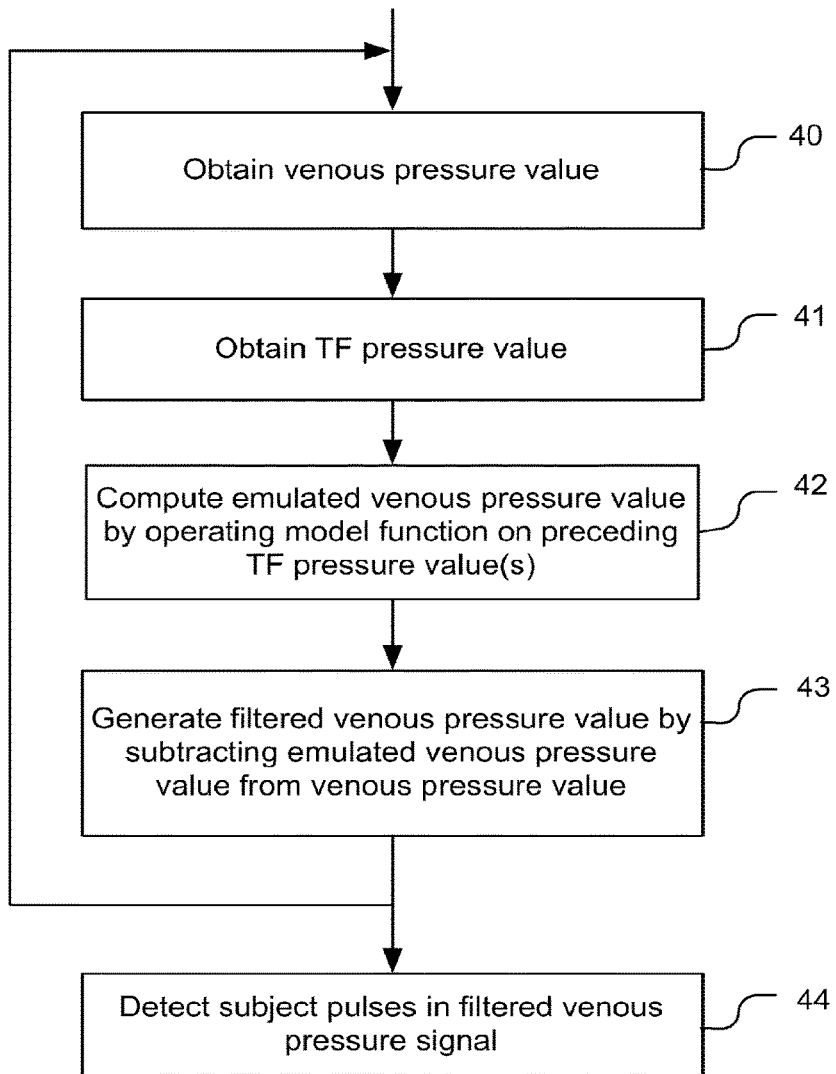 Obtain venous pressure value
40
Obtain TF pressure value
41
Compute emulated venous pressure value
by operating model function on preceding
TF pressure value(s)
42
Generate filtered venous pressure value by
subtracting emulated venous pressure
value from venous pressure value
43
Detect subject pulses in filtered venous
pressure signal
44